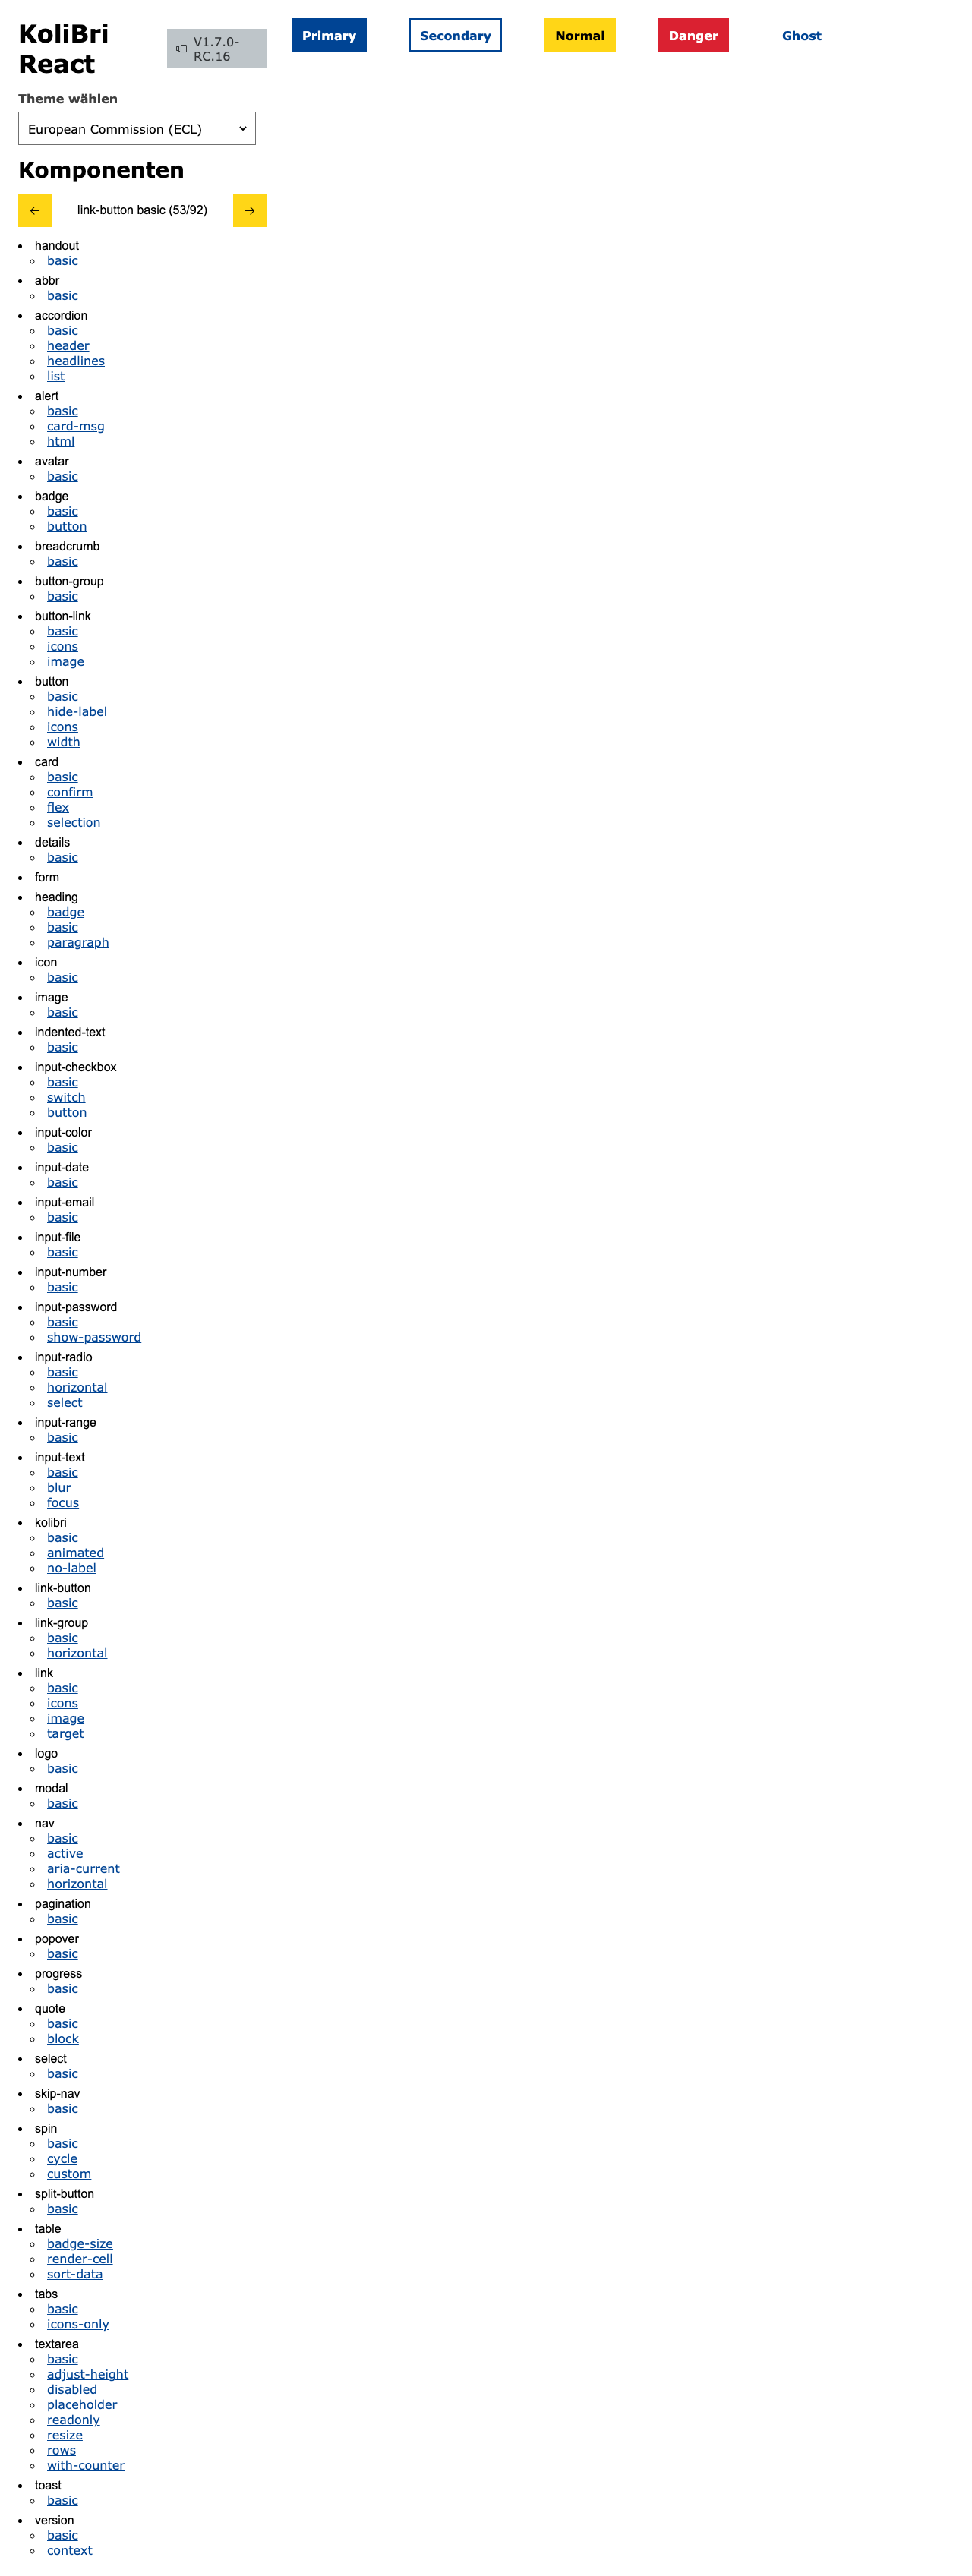 KoliBri
React
V1.7.0-
RC.16
Theme wählen
European Commission (ECL)
Komponenten
← link-button basic (53/92) →
handout
basic
abbr
basic
accordion
basic
header
headlines
list
alert
basic
card-msg
html
avatar
basic
badge
basic
button
breadcrumb
basic
button-group
basic
button-link
basic
icons
image
button
basic
hide-label
icons
width
card
basic
confirm
flex
selection
details
basic
form
heading
badge
basic
paragraph
icon
basic
image
basic
indented-text
basic
input-checkbox
basic
switch
button
input-color
basic
input-date
basic
input-email
basic
input-file
basic
input-number
basic
input-password
basic
show-password
input-radio
basic
horizontal
select
input-range
basic
input-text
basic
blur
focus
kolibri
basic
animated
no-label
link-button
basic
link-group
basic
horizontal
link
basic
icons
image
target
logo
basic
modal
basic
nav
basic
active
aria-current
horizontal
pagination
basic
popover
basic
progress
basic
quote
basic
block
select
basic
skip-nav
basic
spin
basic
cycle
custom
split-button
basic
table
badge-size
render-cell
sort-data
tabs
basic
icons-only
textarea
basic
adjust-height
disabled
placeholder
readonly
resize
rows
with-counter
toast
basic
version
basic
context
Primary Secondary Normal Danger Ghost